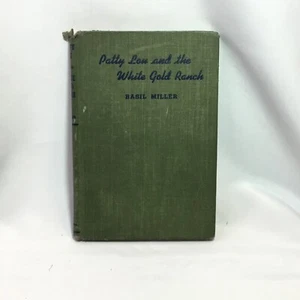 Patty Lou and the
White Gold Ranch
BASIL MILLER